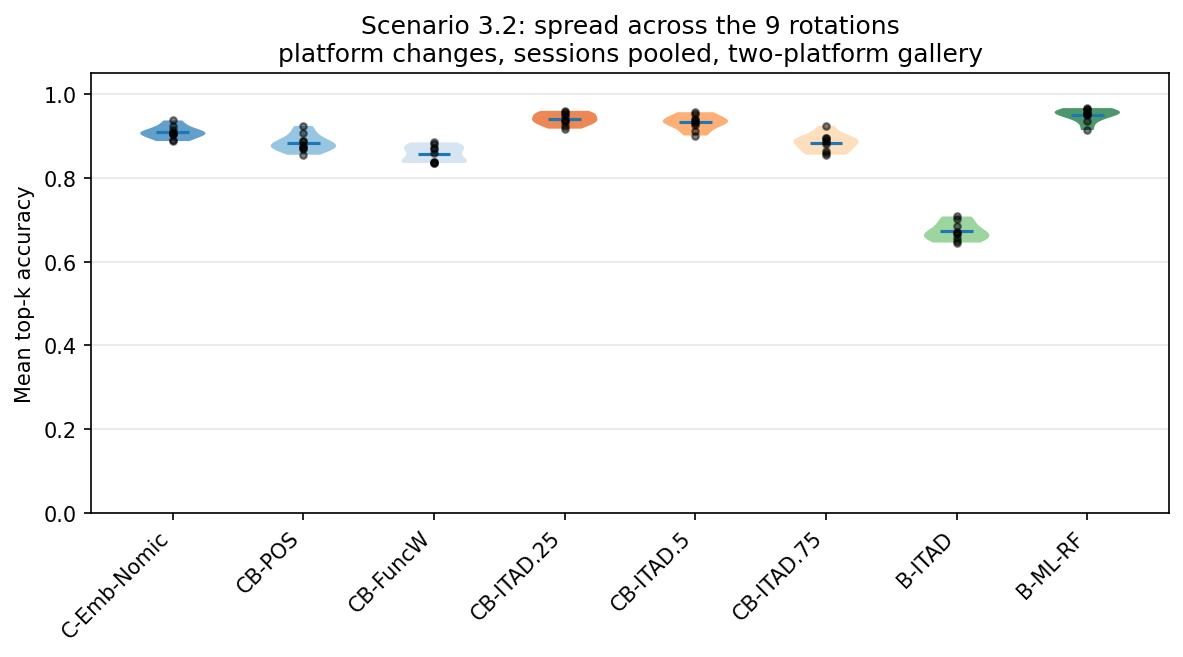 Scenario 3.2: spread across the 9 rotations
platform changes, sessions pooled, two-platform gallery
Mean top-k accuracy
1.0
0.8
0.6
0.4
0.2
0.0
C-Emb-Nomic
CB-POS
CB-FuncW
CB-ITAD.25
CB-ITAD.5
CB-ITAD.75
B-ITAD
B-ML-RF